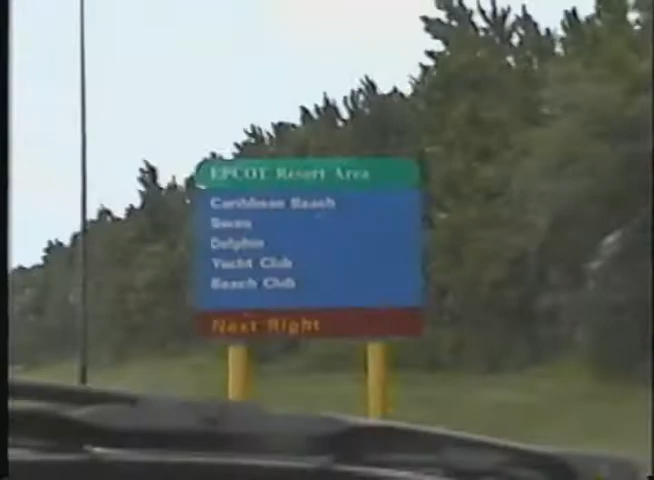 EPCOT Resort Area
Caribbean Beach
Swan
Dolphin
Yacht Club
Beach Club
Next Right